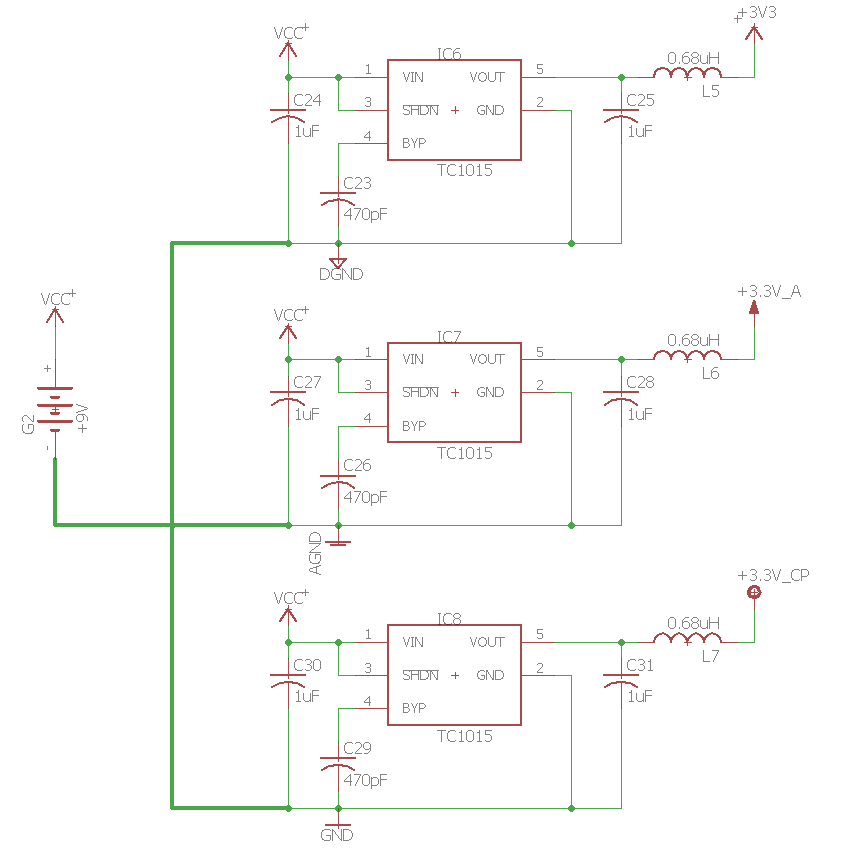 +3V3
VCC+
IC6
0.68uH
L5
1 VIN VOUT 5
C24
1uF
3 SHDN + GND 2
C25
1uF
4 BYP
TC1015
C23
470pF
DGND
VCC+
+
G2
+9V
-
+3.3V_A
VCC+
IC7
0.68uH
L6
1 VIN VOUT 5
C27
1uF
3 SHDN + GND 2
C28
1uF
4 BYP
TC1015
C26
470pF
AGND
+3.3V_CP
VCC+
IC8
0.68uH
L7
1 VIN VOUT 5
C30
1uF
3 SHDN + GND 2
C31
1uF
4 BYP
TC1015
C29
470pF
GND